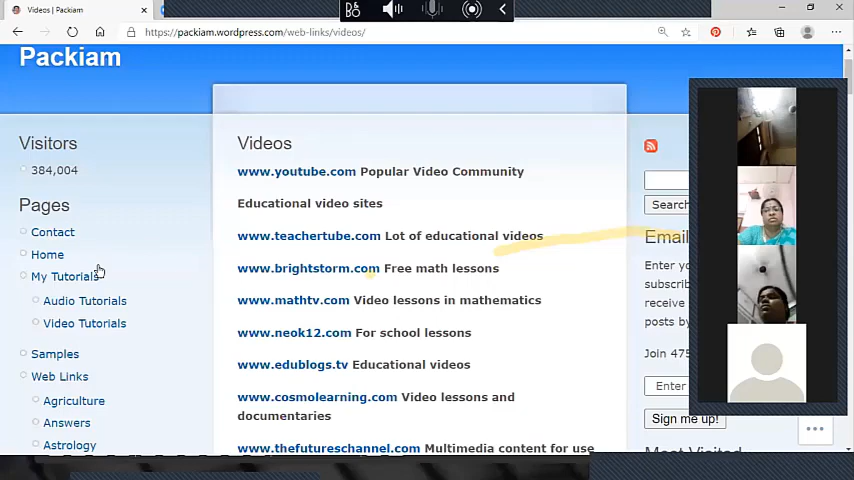 Videos | Packiam
https://packiam.wordpress.com/web-links/videos/
Packiam
Visitors
384,004
Pages
Contact
Home
My Tutorials
Audio Tutorials
Video Tutorials
Samples
Web Links
Agriculture
Answers
Astrology
Videos
www.youtube.com Popular Video Community
Educational video sites
www.teachertube.com Lot of educational videos
www.brightstorm.com Free math lessons
www.mathtv.com Video lessons in mathematics
www.neok12.com For school lessons
www.edublogs.tv Educational videos
www.cosmolearning.com Video lessons and
documentaries
www.thefutureschannel.com Multimedia content for use
Search
Email
Enter yo
subscri
receive
posts by
Join 475
Enter
Sign me up!
Most Visited